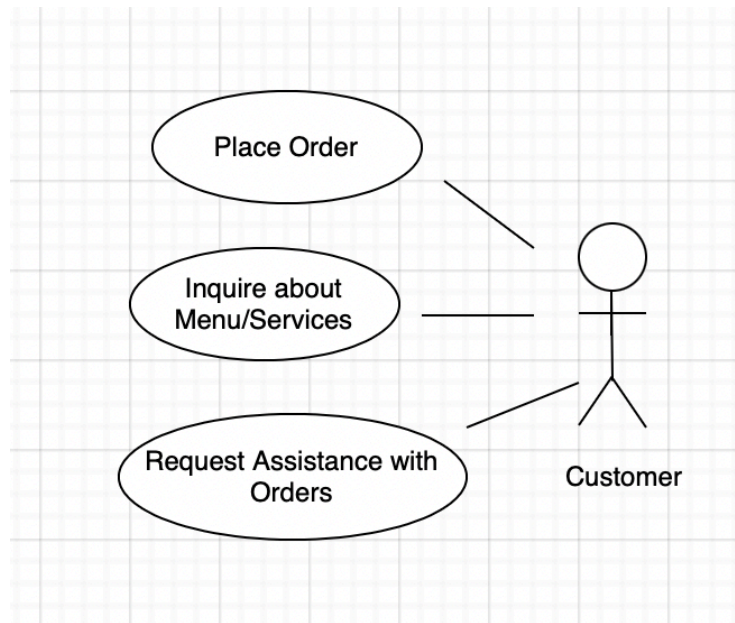 Place Order
Inquire about
Menu/Services
Request Assistance with
Orders
Customer